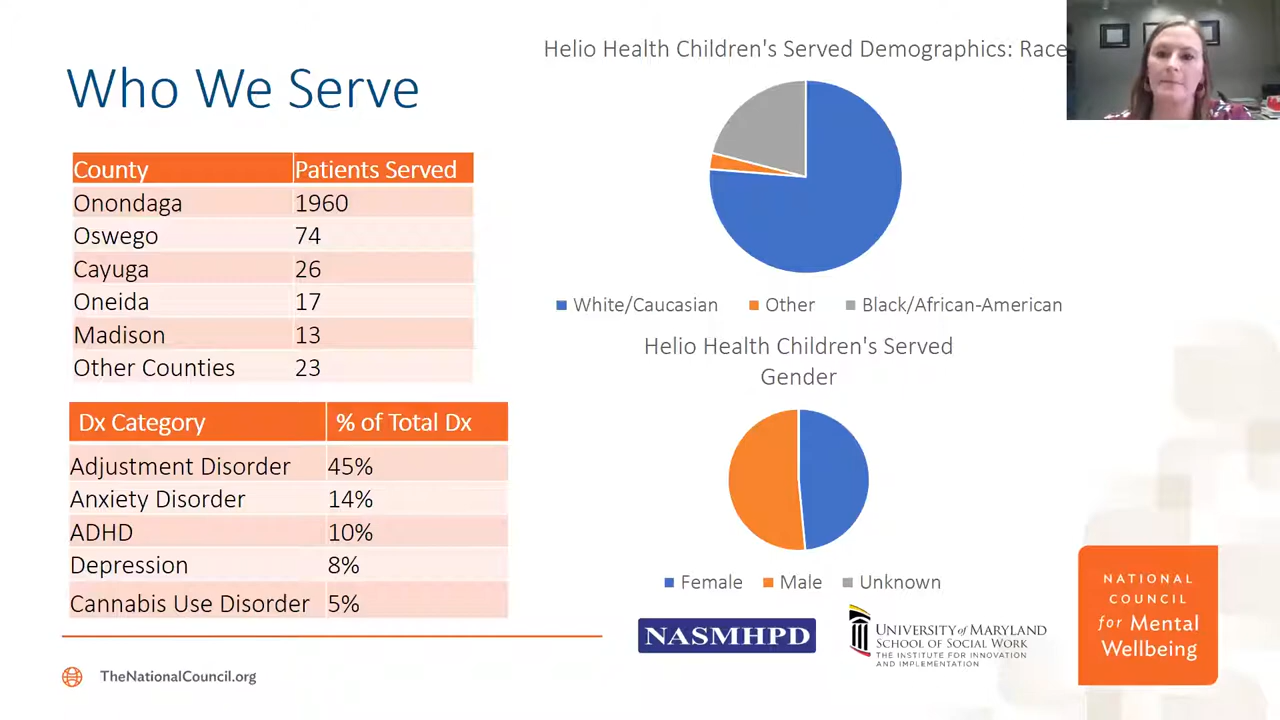 Who We Serve
County Patients Served
Onondaga 1960
Oswego 74
Cayuga 26
Oneida 17
Madison 13
Other Counties 23
Dx Category % of Total Dx
Adjustment Disorder 45%
Anxiety Disorder 14%
ADHD 10%
Depression 8%
Cannabis Use Disorder 5%
TheNationalCouncil.org
Helio Health Children's Served Demographics: Race
White/Caucasian Other Black/African-American
Helio Health Children's Served
Gender
Female Male Unknown
NASMHPD
UNIVERSITY of MARYLAND
SCHOOL OF SOCIAL WORK
THE INSTITUTE FOR INNOVATION
AND IMPLEMENTATION
NATIONAL
COUNCIL
for Mental
Wellbeing